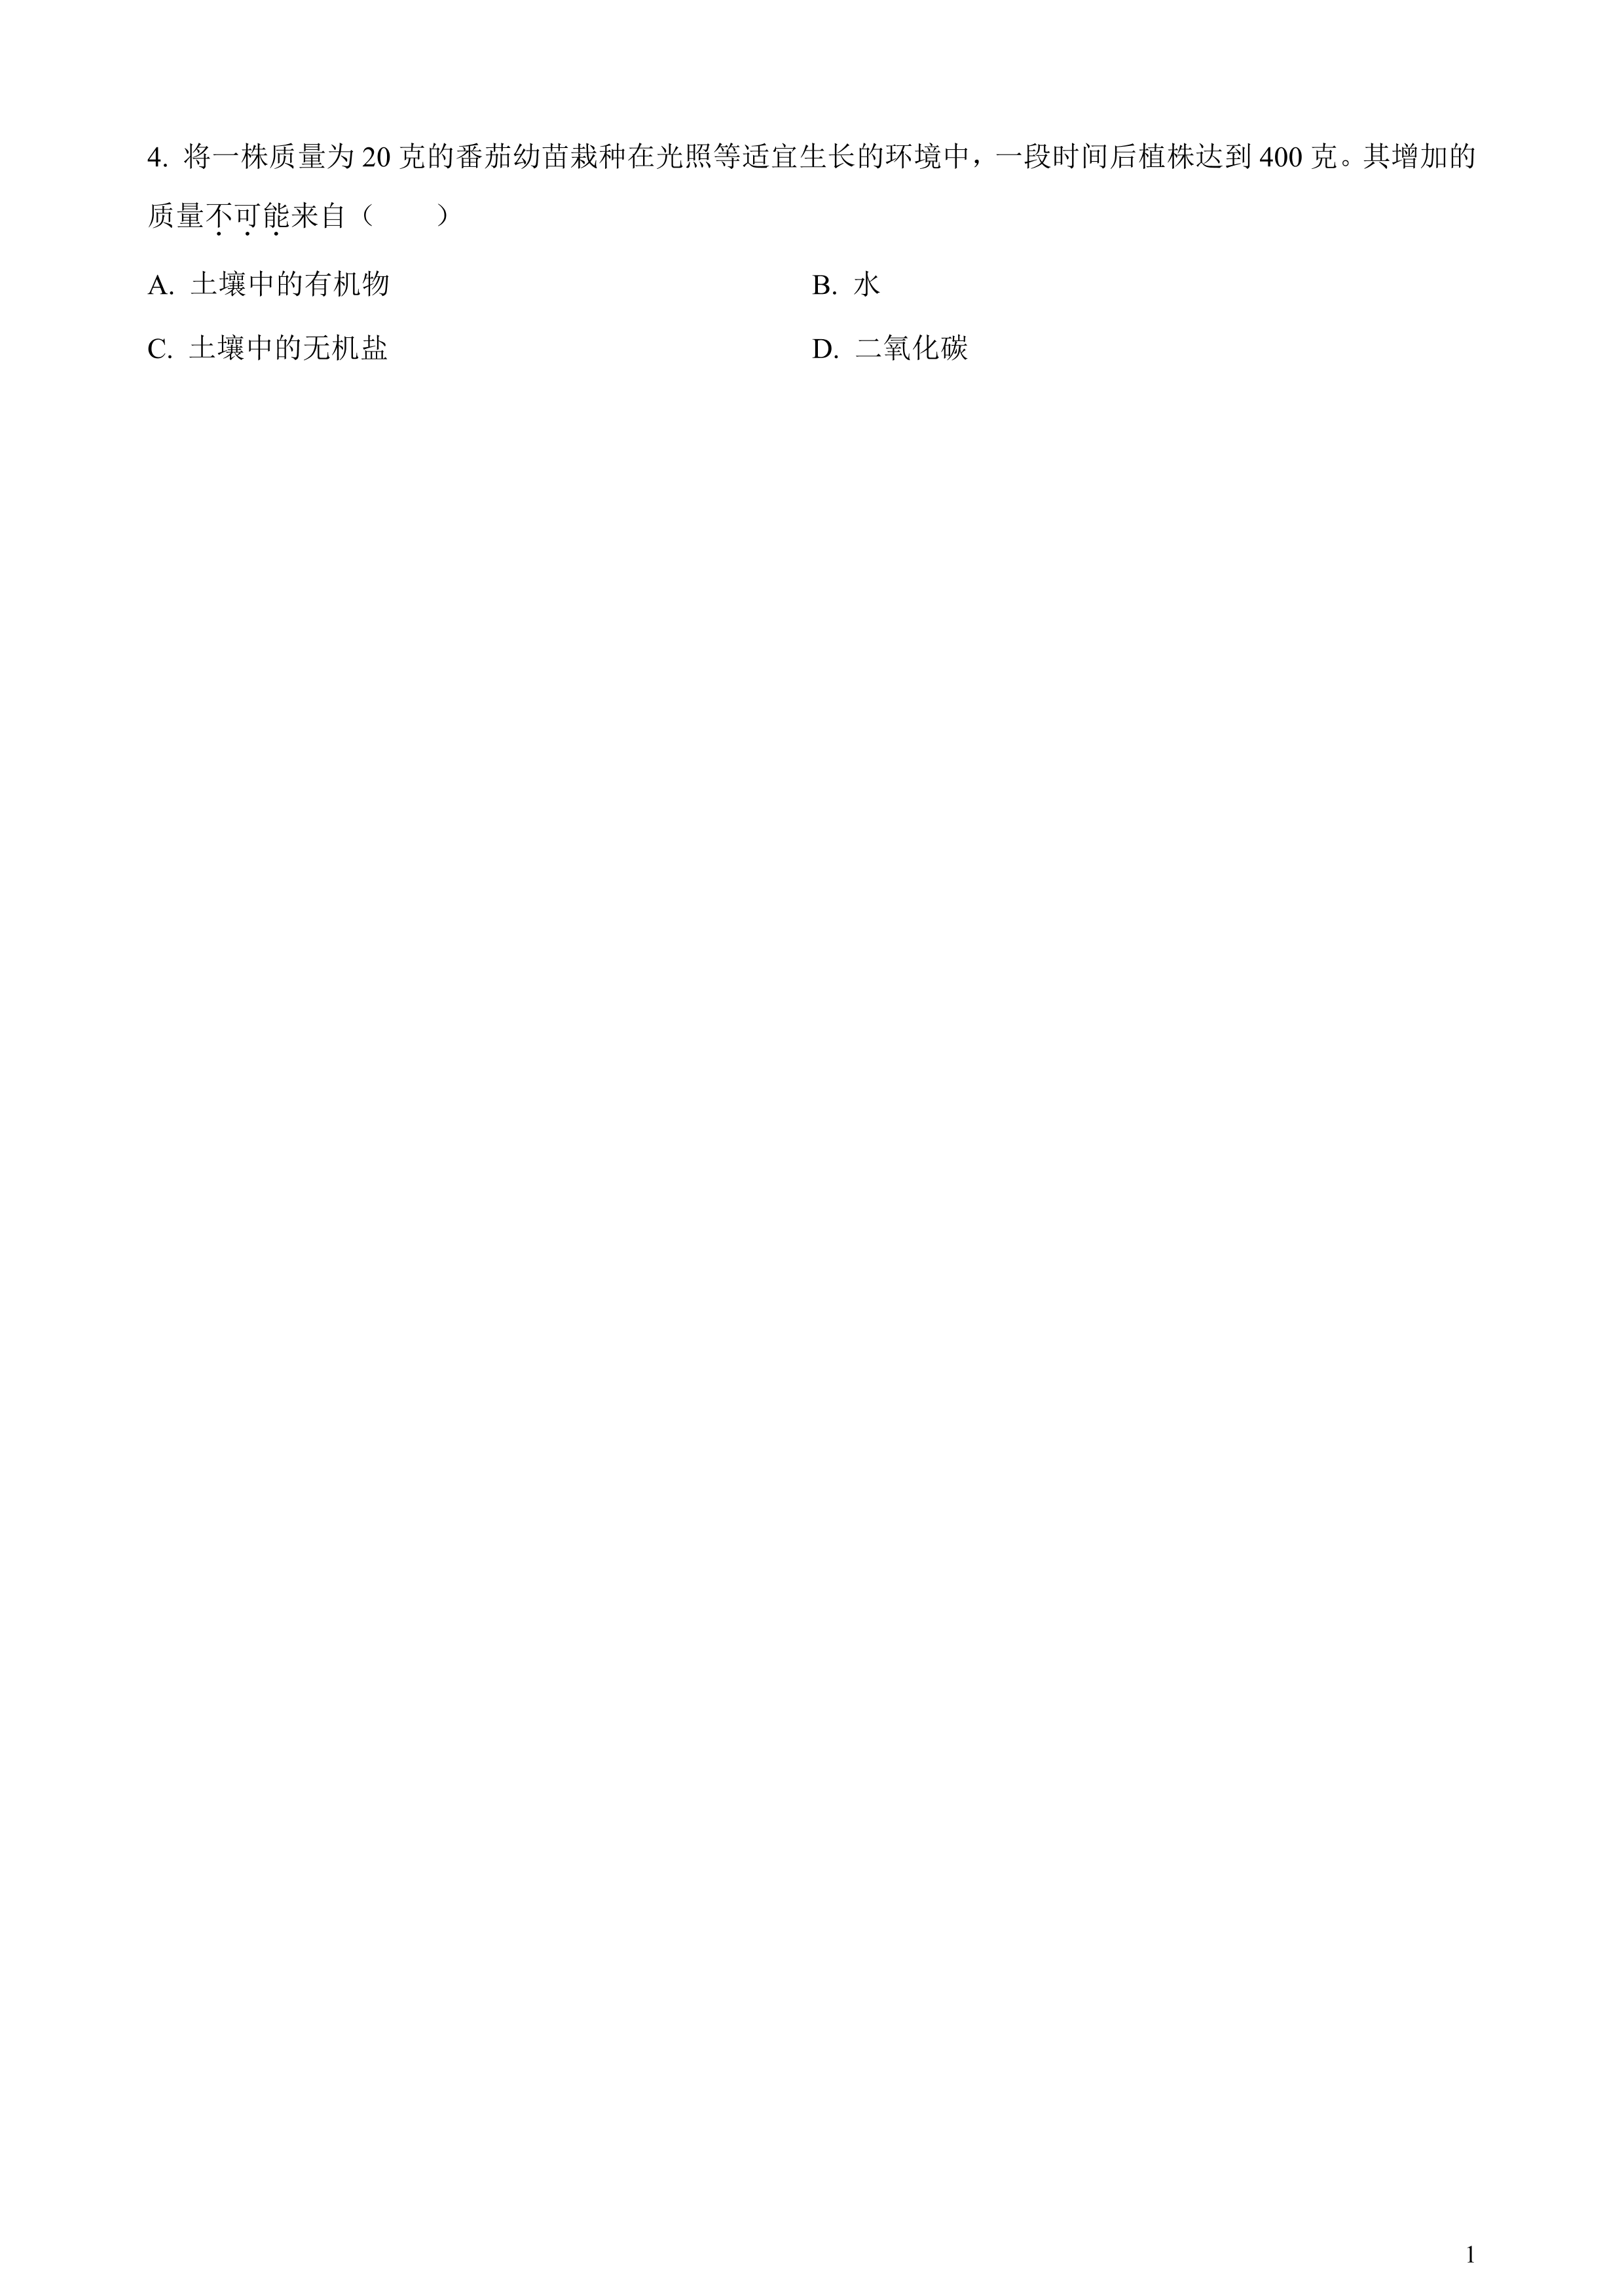 4. 将一株质量为 20 克的番茄幼苗栽种在光照等适宜生长的环境中，一段时间后植株达到 400 克。其增加的
质量不可能来自（　　）
A. 土壤中的有机物　　B. 水
C. 土壤中的无机盐　　D. 二氧化碳
1